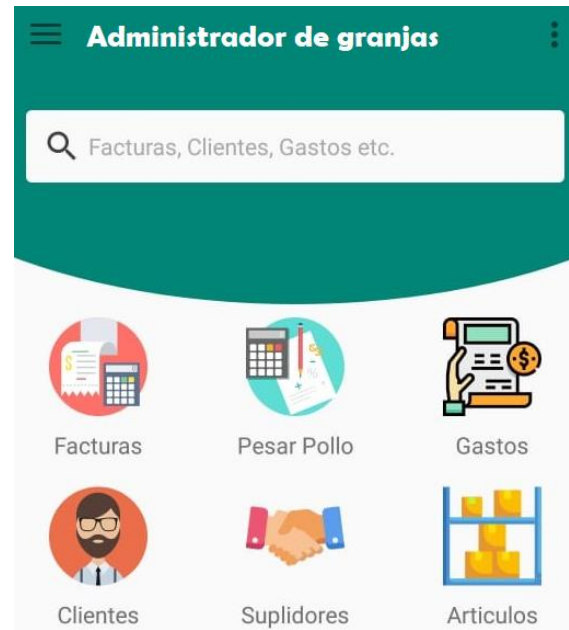 Administrador de granjas
Facturas, Clientes, Gastos etc.
Facturas
Pesar Pollo
Gastos
Clientes
Suplidores
Articulos